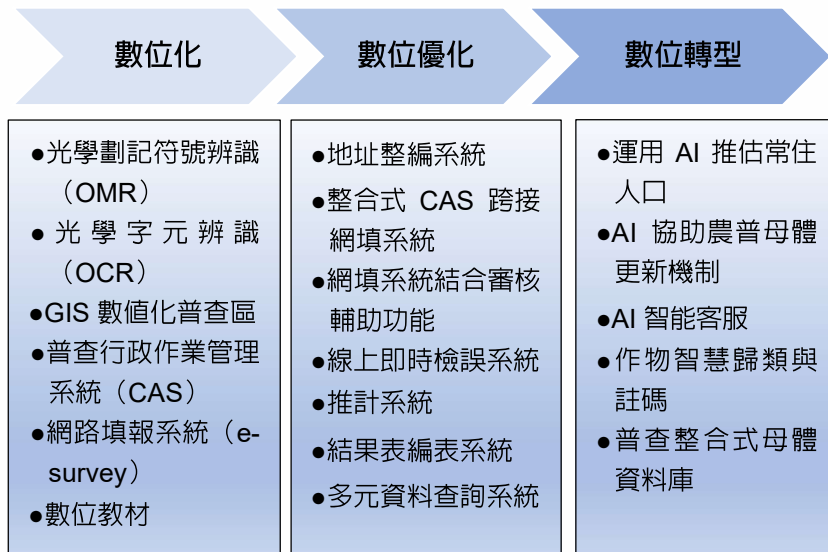 數位化
數位優化
數位轉型
●光學劃記符號辨識
（OMR）
●光學字元辨識
（OCR）
●GIS 數值化普查區
●普查行政作業管理
系統（CAS）
●網路填報系統（e-
survey）
●數位教材
●地址整編系統
●整合式 CAS 跨接
網填系統
●網填系統結合審核
輔助功能
●線上即時檢誤系統
●推計系統
●結果表編表系統
●多元資料查詢系統
●運用 AI 推估常住
人口
●AI 協助農普母體
更新機制
●AI 智能客服
●作物智慧歸類與
註碼
●普查整合式母體
資料庫